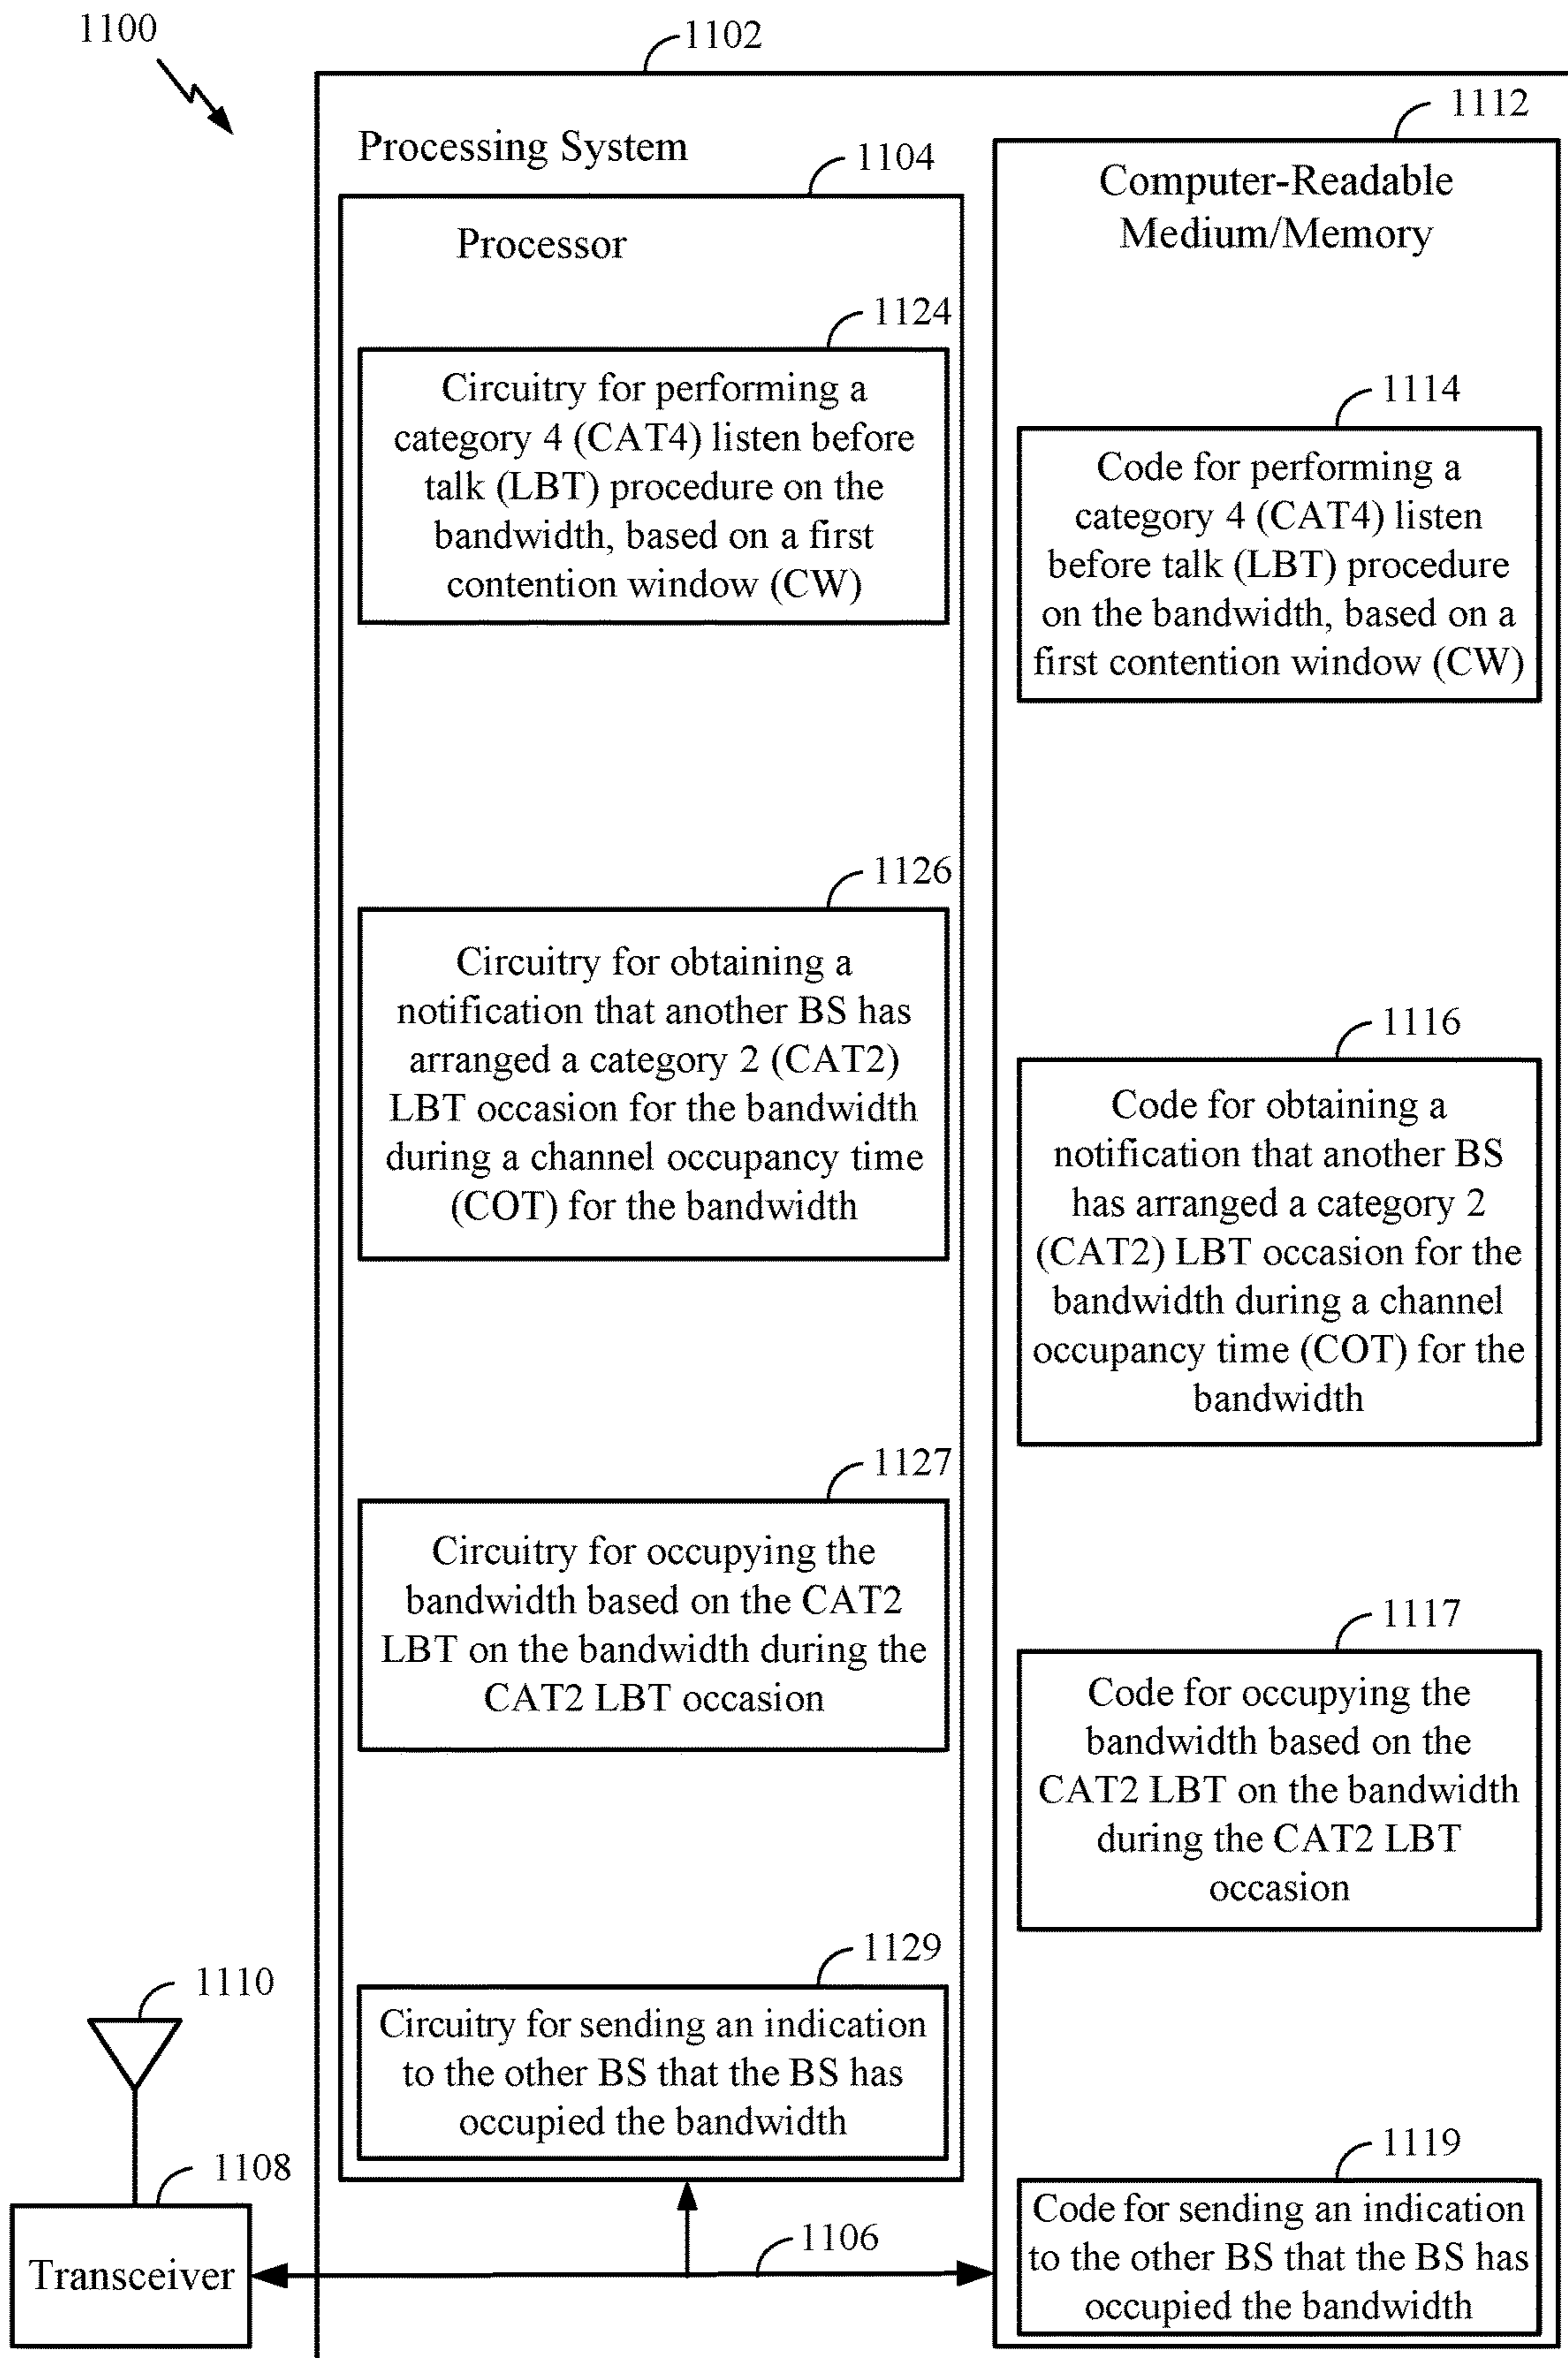 1100
1102
1112
Processing System
1104
Processor
Computer-Readable
Medium/Memory
1124
Circuitry for performing a
category 4 (CAT4) listen before
talk (LBT) procedure on the
bandwidth, based on a first
contention window (CW)
1114
Code for performing a
category 4 (CAT4) listen
before talk (LBT) procedure
on the bandwidth, based on a
first contention window (CW)
1126
Circuitry for obtaining a
notification that another BS has
arranged a category 2 (CAT2)
LBT occasion for the bandwidth
during a channel occupancy time
(COT) for the bandwidth
1116
Code for obtaining a
notification that another BS
has arranged a category 2
(CAT2) LBT occasion for the
bandwidth during a channel
occupancy time (COT) for the
bandwidth
1127
Circuitry for occupying the
bandwidth based on the CAT2
LBT on the bandwidth during the
CAT2 LBT occasion
1117
Code for occupying the
bandwidth based on the
CAT2 LBT on the bandwidth
during the CAT2 LBT
occasion
1129
Circuitry for sending an indication
to the other BS that the BS has
occupied the bandwidth
1119
Code for sending an indication
to the other BS that the BS has
occupied the bandwidth
1110
1108
Transceiver
1106